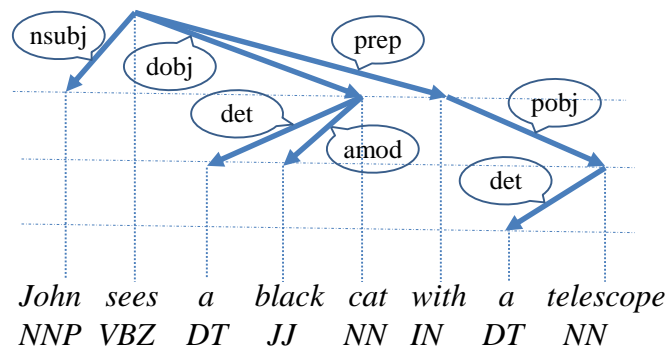 nsubj
prep
dobj
det
pobj
amod
det
John sees a black cat with a telescope
NNP VBZ DT JJ NN IN DT NN